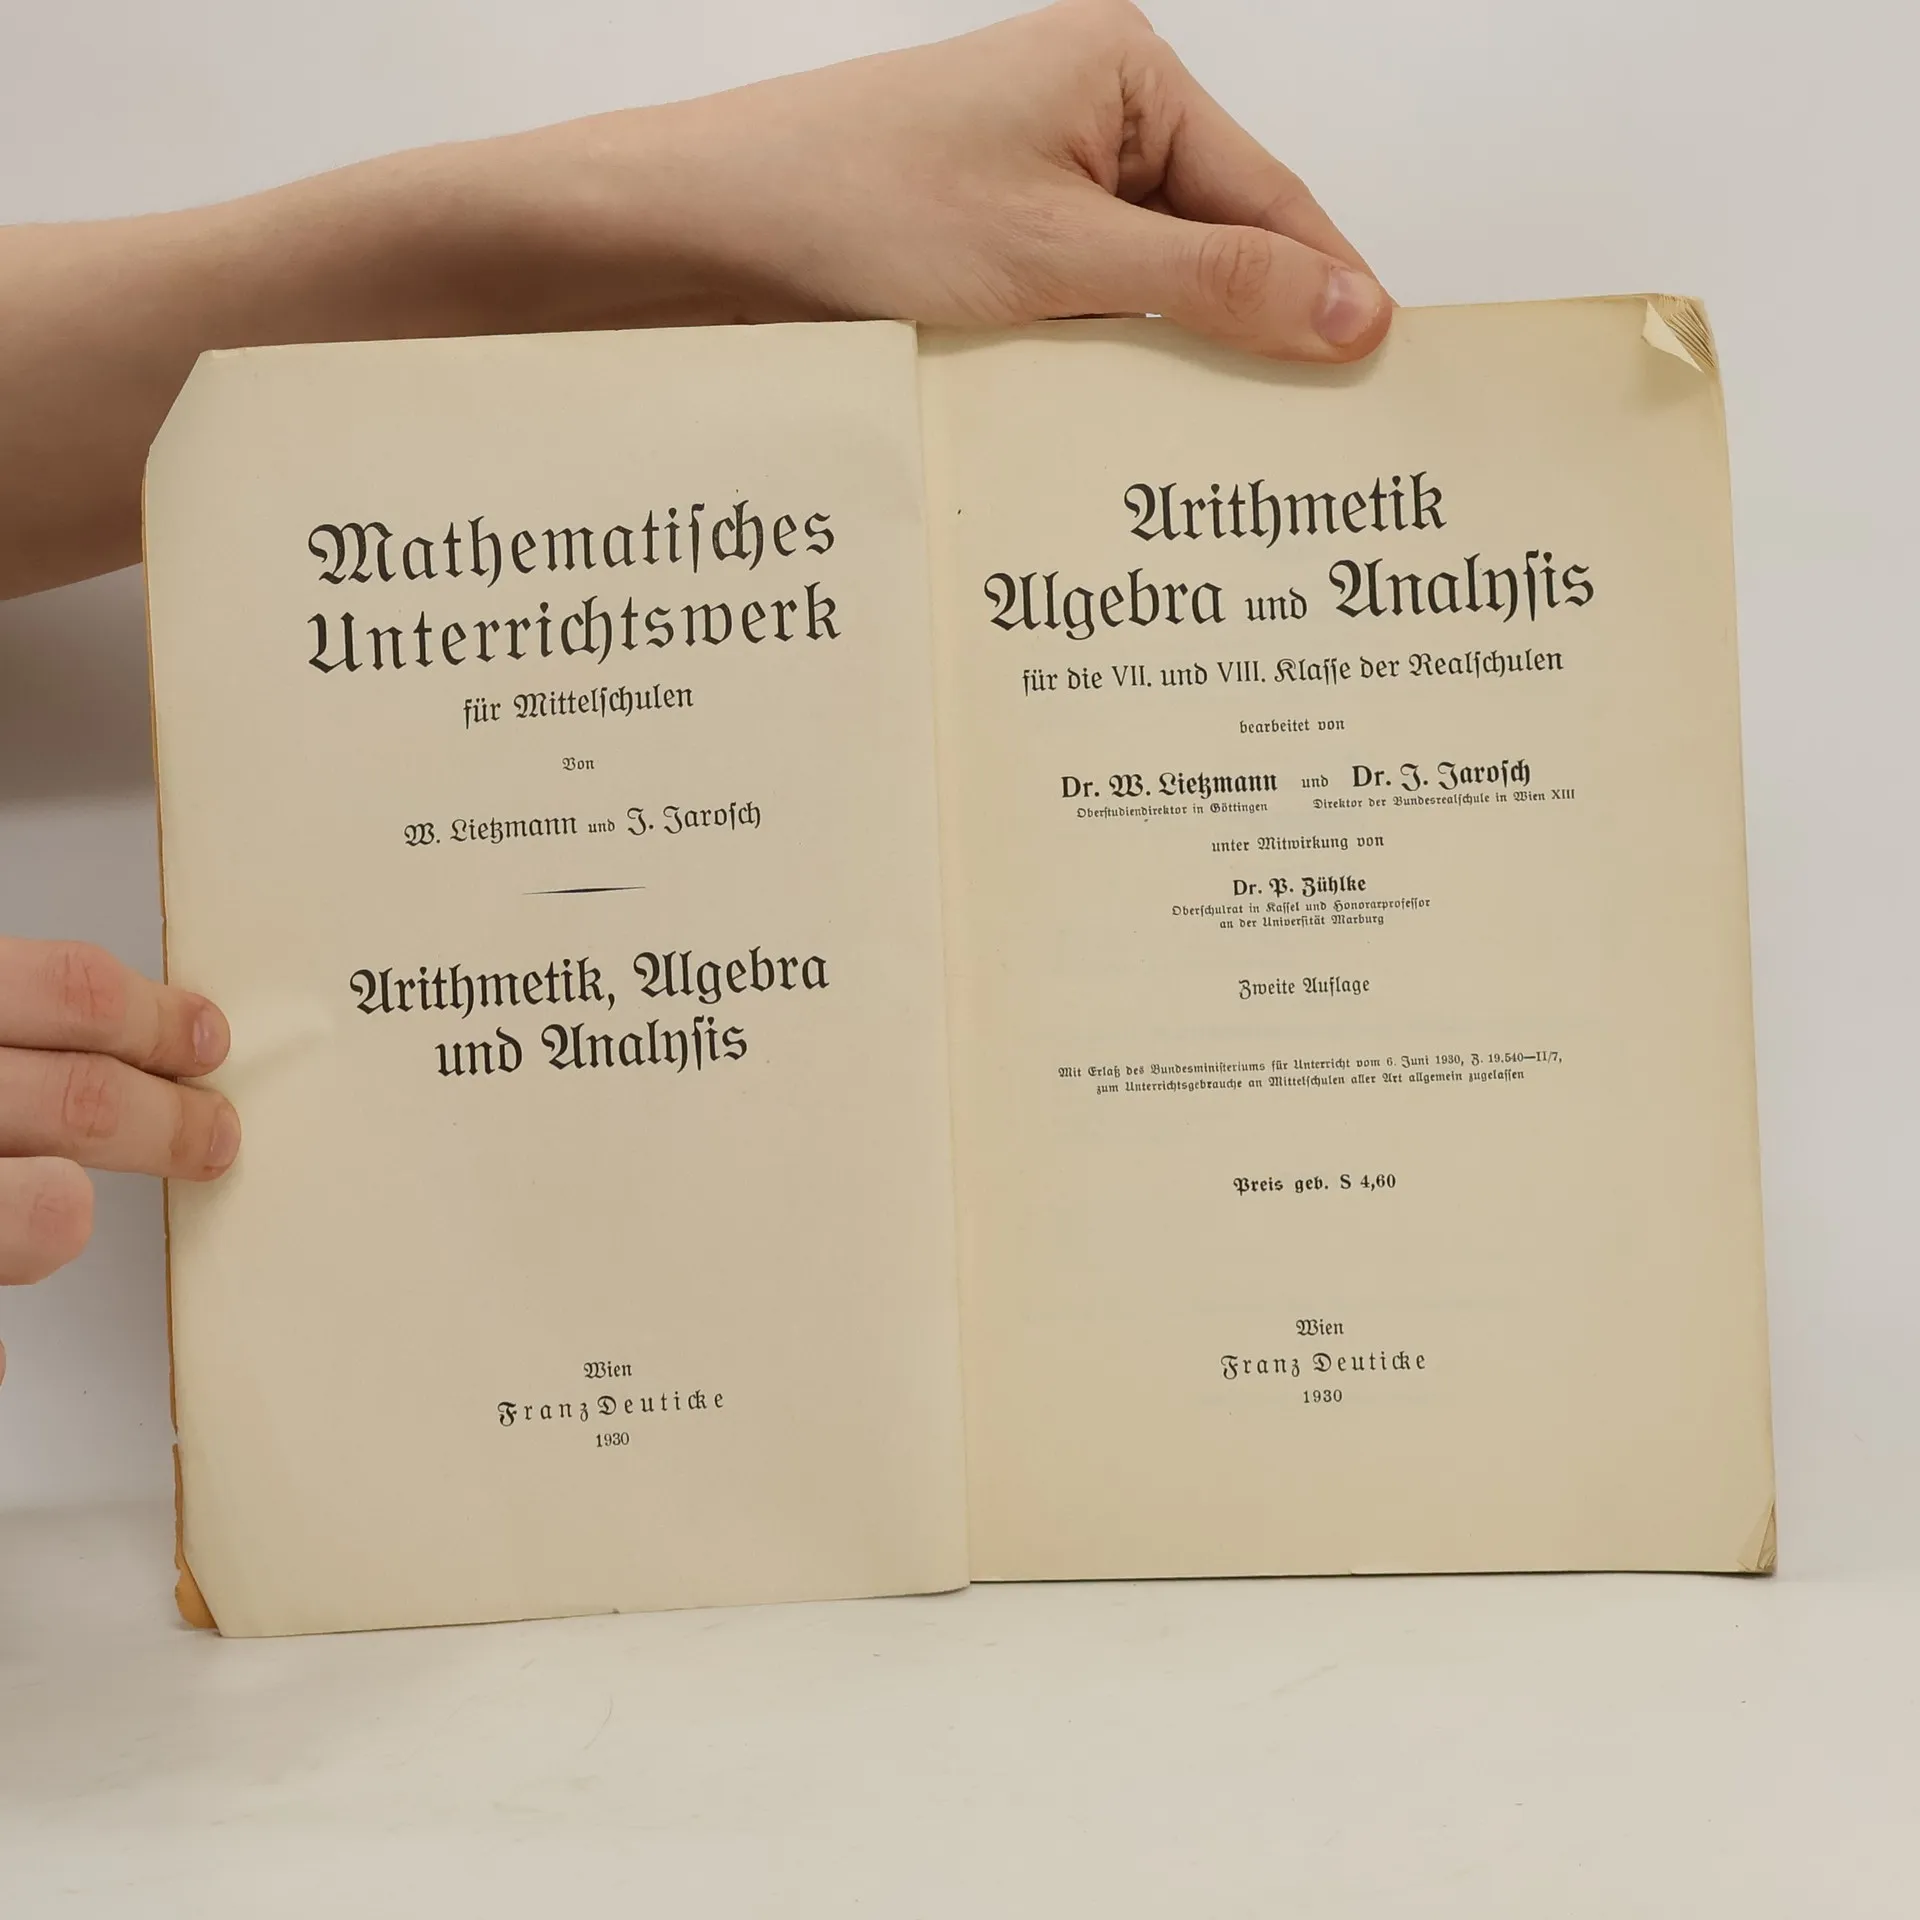 Mathematiſches
Unterrichtswerk
für Mittelſchulen
Von
W. Lietzmann und J. Jaroſch
Arithmetik, Algebra
und Analyſis
Wien
Franz Deuticke
1930
Arithmetik
Algebra und Analyſis
für die VII. und VIII. Klaſſe der Realſchulen
bearbeitet von
Dr. W. Lietzmann und Dr. J. Jaroſch
Oberſtudiendirektor in Göttingen Direktor der Bundesrealſchule in Wien XIII
unter Mitwirkung von
Dr. P. Zühlke
Oberſchulrat in Kaſſel und Honorarprofeſſor
an der Univerſität Marburg
Zweite Auflage
Mit Erlaß des Bundesminiſteriums für Unterricht vom 6. Juni 1930, Z. 19.540—II/7,
zum Unterrichtsgebrauche an Mittelſchulen aller Art allgemein zugelaſſen
Preis geb. S 4,60
Wien
Franz Deuticke
1930